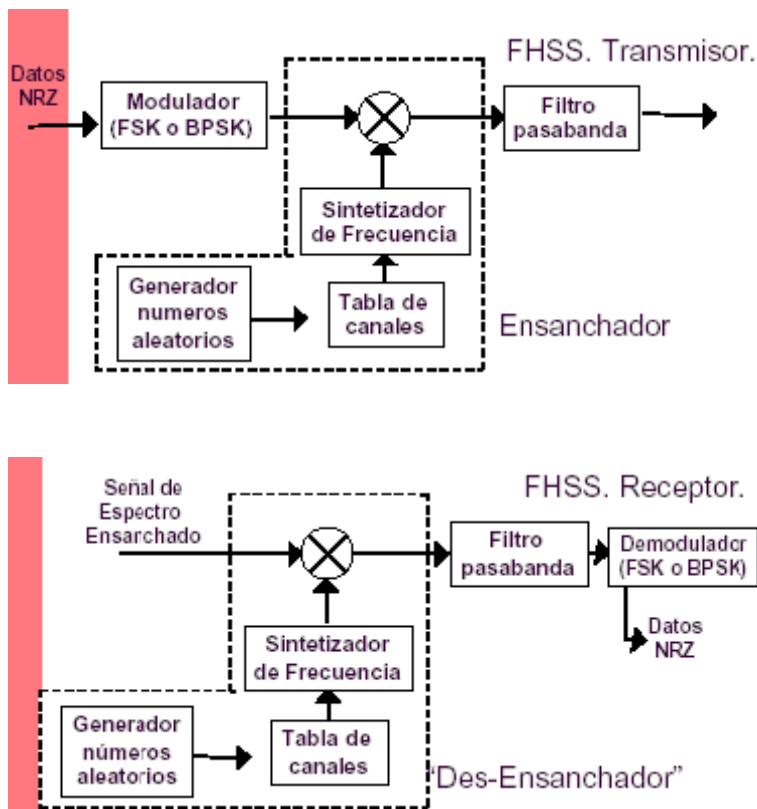 FHSS. Transmisor.
Datos
NRZ
Modulador
(FSK o BPSK)
Filtro
pasabanda
Sintetizador
de Frecuencia
Generador
numeros
aleatorios
Tabla de
canales
Ensanchador
Señal de
Espectro
Ensarchado
FHSS. Receptor.
Filtro
pasabanda
Demodulador
(FSK o BPSK)
Datos
NRZ
Sintetizador
de Frecuencia
Generador
números
aleatorios
Tabla de
canales
“Des-Ensanchador”